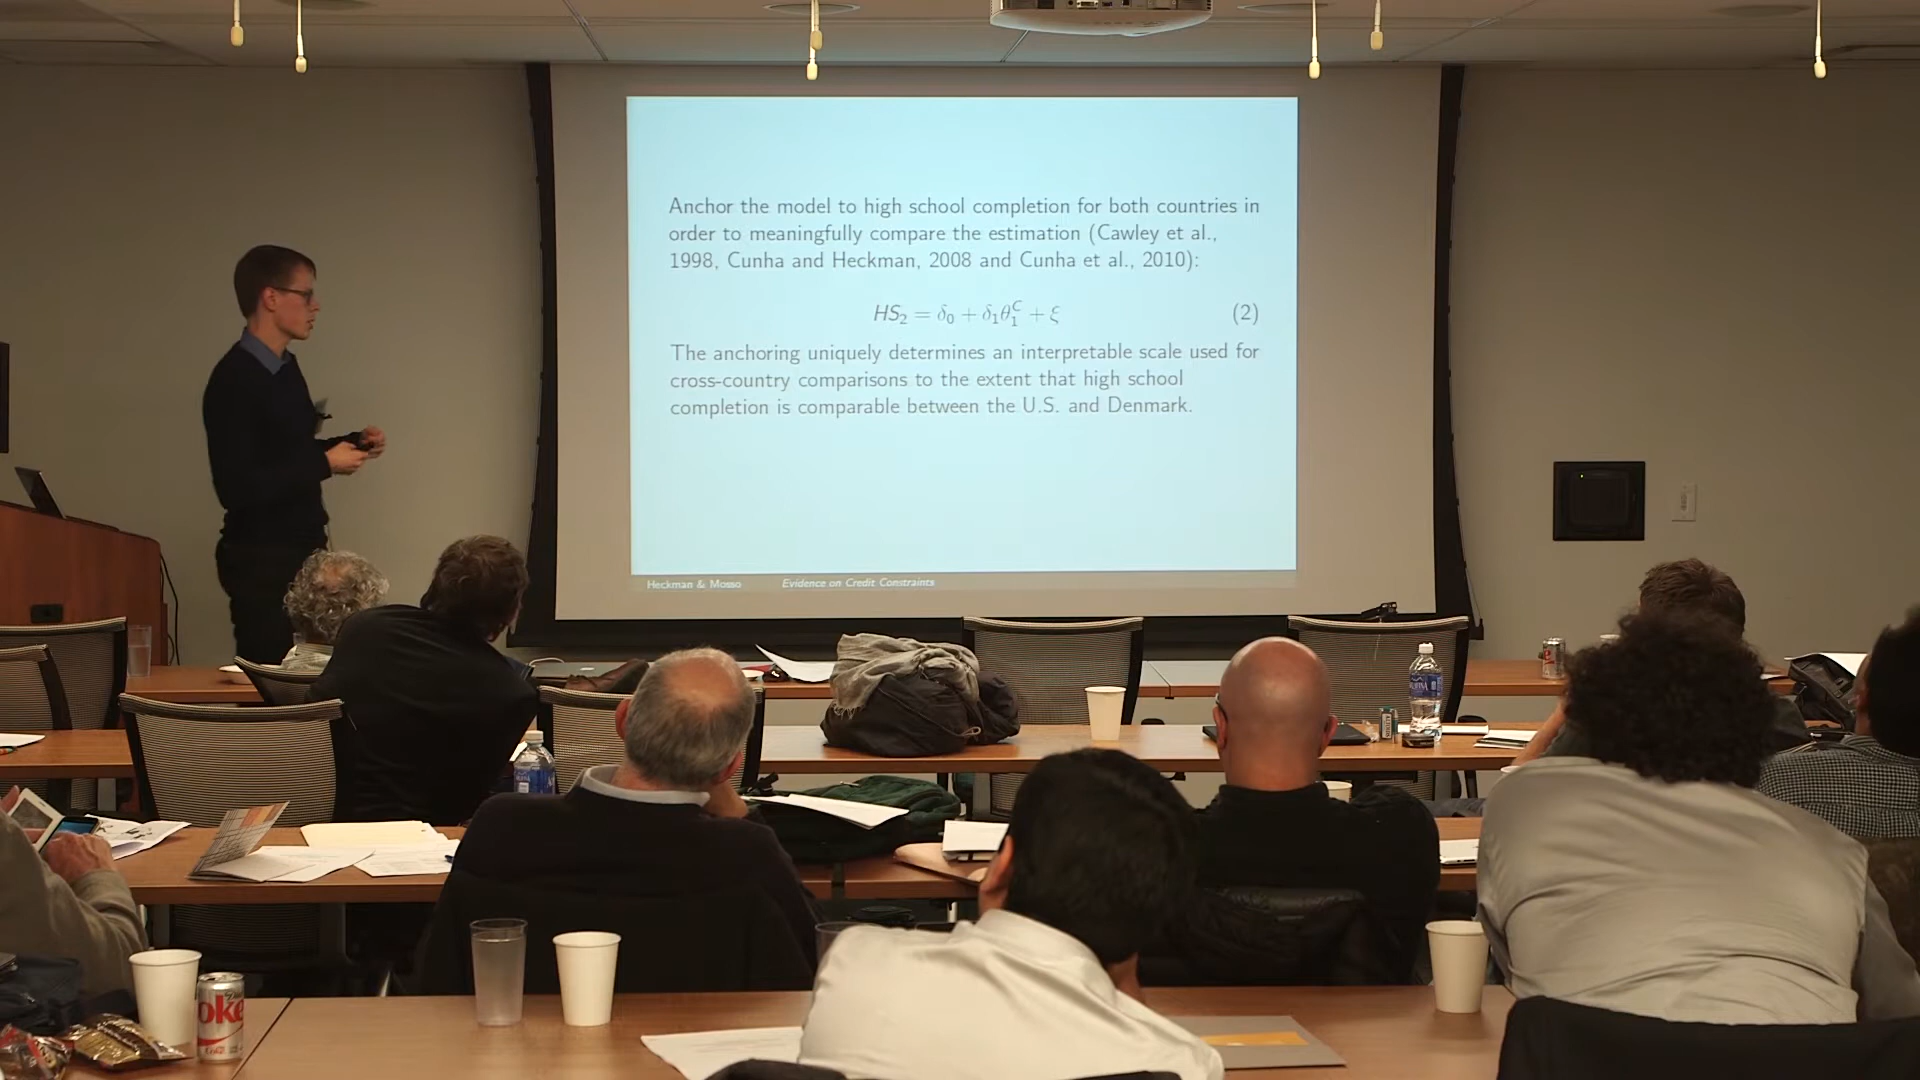 Anchor the model to high school completion for both countries in
order to meaningfully compare the estimation (Cawley et al.,
1998, Cunha and Heckman, 2008 and Cunha et al., 2010):
HS₂ = δ₀ + δ₁θ₁ᶜ + ξ (2)
The anchoring uniquely determines an interpretable scale used for
cross-country comparisons to the extent that high school
completion is comparable between the U.S. and Denmark.
Heckman & Mosso Evidence on Credit Constraints
oke